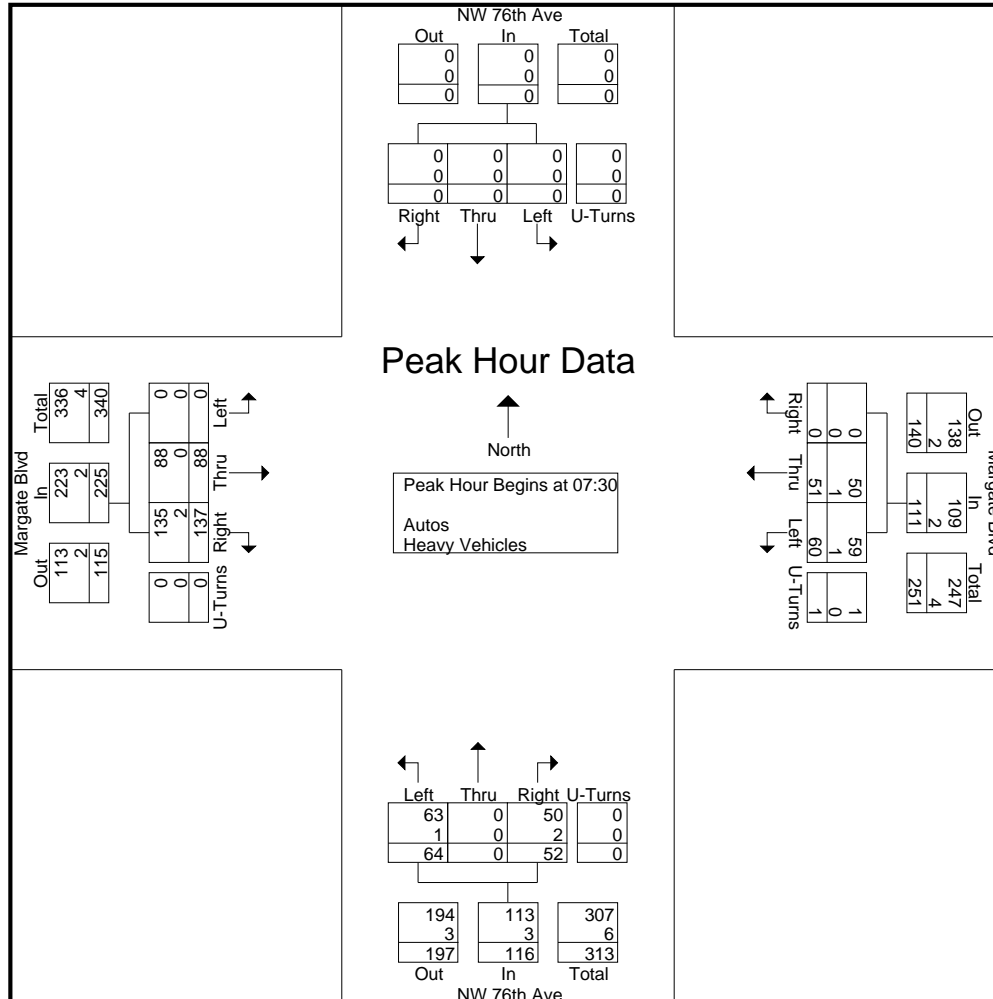 NW 76th Ave
Out In Total
0 0 0
0 0 0
0 0 0
0 0 0 0
0 0 0 0
0 0 0 0
Right Thru Left U-Turns
Peak Hour Data
North
Peak Hour Begins at 07:30
Autos
Heavy Vehicles
Margate Blvd
Out In Total
113 223 336
2 2 4
115 225 340
0 135 88 0
0 2 0 0
0 137 88 0
U-Turns Right Thru Left
Margate Blvd
Out In Total
138 109 247
2 2 4
140 111 251
0 50 59 1
0 1 1 0
0 51 60 1
Right Thru Left U-Turns
Left Thru Right U-Turns
63 0 50 0
1 0 2 0
64 0 52 0
194 113 307
3 3 6
197 116 313
Out In Total
NW 76th Ave